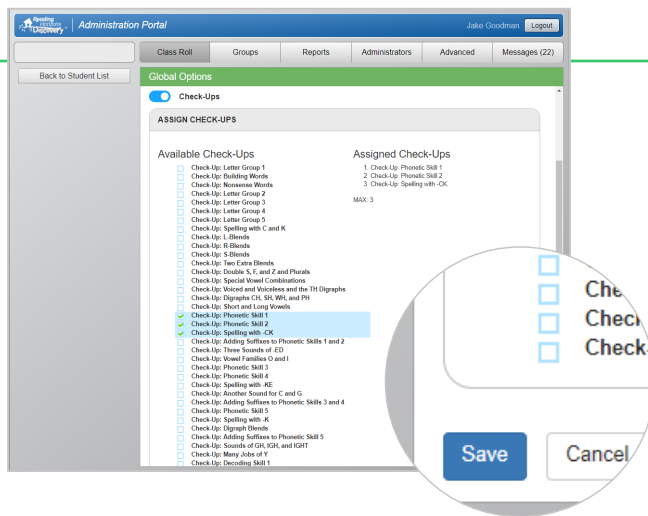 Reading
Horizons
Discovery
Administration Portal
Jake Goodman
Logout
Class Roll
Groups
Reports
Administrators
Advanced
Messages (22)
Back to Student List
Global Options
Check-Ups
ASSIGN CHECK-UPS
Available Check-Ups
Check-Up: Letter Group 1
Check-Up: Building Words
Check-Up: Nonsense Words
Check-Up: Letter Group 2
Check-Up: Letter Group 3
Check-Up: Letter Group 4
Check-Up: Letter Group 5
Check-Up: Spelling with C and K
Check-Up: L-Blends
Check-Up: R-Blends
Check-Up: S-Blends
Check-Up: Two Extra Blends
Check-Up: Double S, F, and Z and Plurals
Check-Up: Special Vowel Combinations
Check-Up: Voiced and Voiceless and the TH Digraphs
Check-Up: Digraphs CH, SH, WH, and PH
Check-Up: Short and Long Vowels
Check-Up: Phonetic Skill 1
Check-Up: Phonetic Skill 2
Check-Up: Spelling with -CK
Check-Up: Adding Suffixes to Phonetic Skills 1 and 2
Check-Up: Three Sounds of -ED
Check-Up: Vowel Families O and I
Check-Up: Phonetic Skill 3
Check-Up: Phonetic Skill 4
Check-Up: Spelling with -KE
Check-Up: Another Sound for C and G
Check-Up: Adding Suffixes to Phonetic Skills 3 and 4
Check-Up: Phonetic Skill 5
Check-Up: Spelling with -K
Check-Up: Digraph Blends
Check-Up: Adding Suffixes to Phonetic Skill 5
Check-Up: Sounds of GH, IGH, and IGHT
Check-Up: Many Jobs of Y
Check-Up: Decoding Skill 1
Assigned Check-Ups
1. Check-Up: Phonetic Skill 1
2. Check-Up: Phonetic Skill 2
3. Check-Up: Spelling with -CK
MAX: 3
Che
Chec
Check-
Save
Cancel